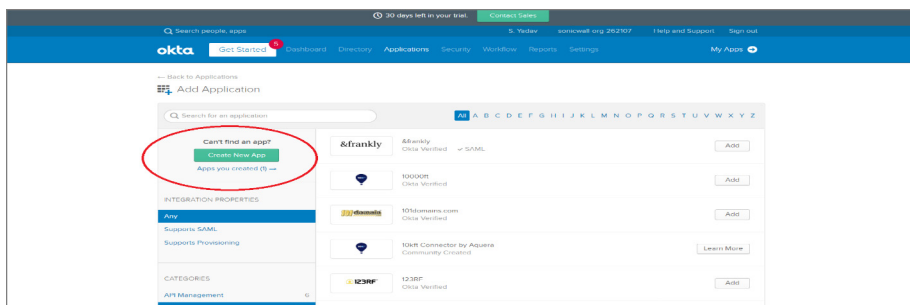 30 days left in your trial. Contact Sales
Search people, apps S. Yadav sonicwall org 262107 Help and Support Sign out
okta Get Started 5 Dashboard Directory Applications Security Workflow Reports Settings My Apps
← Back to Applications
Add Application
Search for an application All A B C D E F G H I J K L M N O P Q R S T U V W X Y Z
Can't find an app?
Create New App
Apps you created (1) →
INTEGRATION PROPERTIES
Any
Supports SAML
Supports Provisioning
CATEGORIES
API Management 6
&frankly &frankly Add
Okta Verified ✓ SAML
10000ft Add
Okta Verified
101domain 101domains.com Add
Okta Verified
10kft Connector by Aquera Learn More
Community Created
123RF 123RF Add
Okta Verified